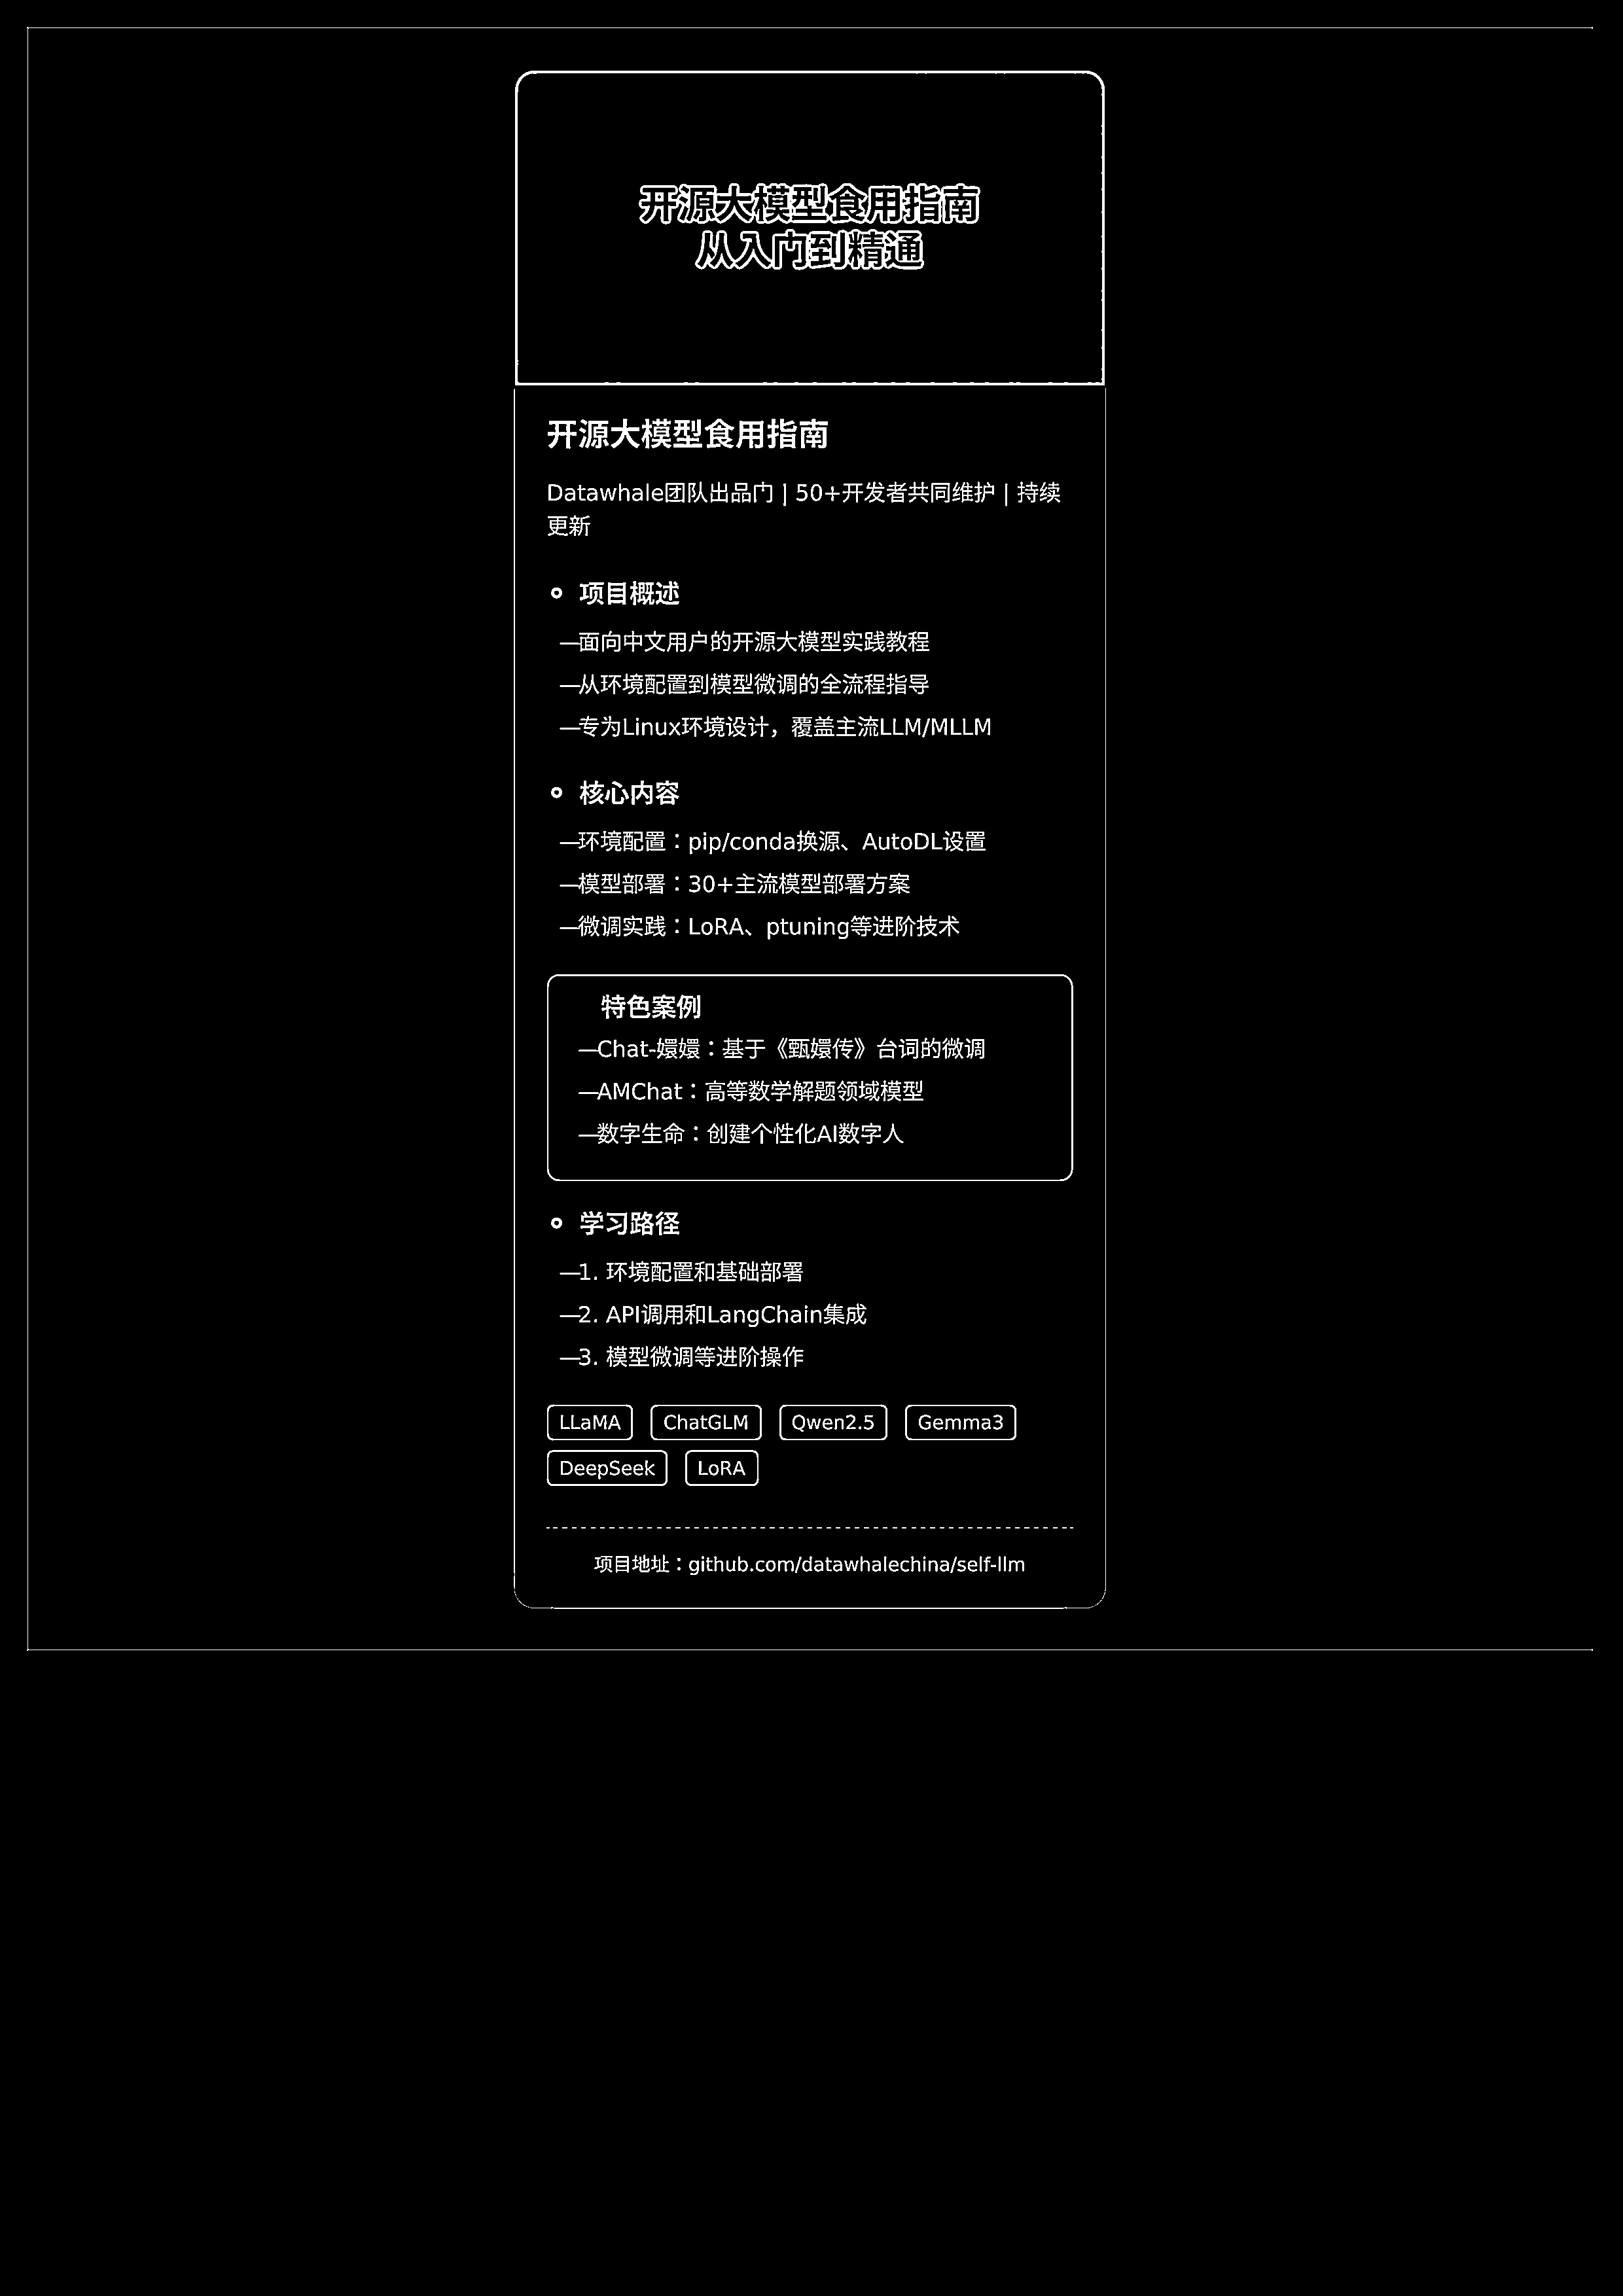 开源大模型食用指南
从入门到精通
开源大模型食用指南
Datawhale团队出品门 | 50+开发者共同维护 | 持续
更新
项目概述
—面向中文用户的开源大模型实践教程
—从环境配置到模型微调的全流程指导
—专为Linux环境设计，覆盖主流LLM/MLLM
核心内容
—环境配置：pip/conda换源、AutoDL设置
—模型部署：30+主流模型部署方案
—微调实践：LoRA、ptuning等进阶技术
特色案例
—Chat-嬛嬛：基于《甄嬛传》台词的微调
—AMChat：高等数学解题领域模型
—数字生命：创建个性化AI数字人
学习路径
—1. 环境配置和基础部署
—2. API调用和LangChain集成
—3. 模型微调等进阶操作
LLaMA ChatGLM Qwen2.5 Gemma3
DeepSeek LoRA
项目地址：github.com/datawhalechina/self-llm